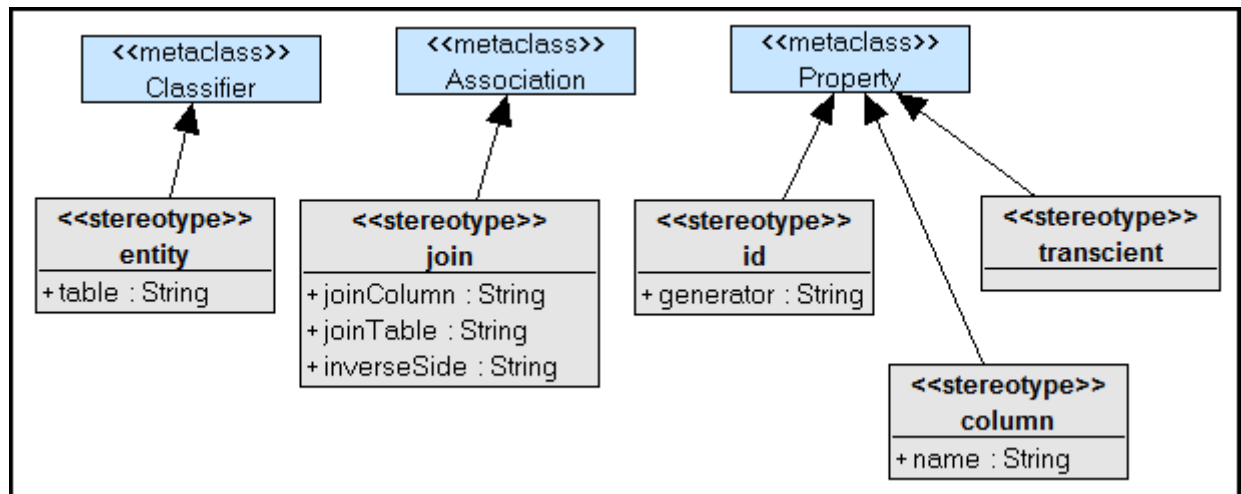 <<metaclass>>
Classifier
<<metaclass>>
Association
<<metaclass>>
Property
<<stereotype>>
entity
+ table : String
<<stereotype>>
join
+ joinColumn : String
+ joinTable : String
+ inverseSide : String
<<stereotype>>
id
+ generator : String
<<stereotype>>
transcient
<<stereotype>>
column
+ name : String